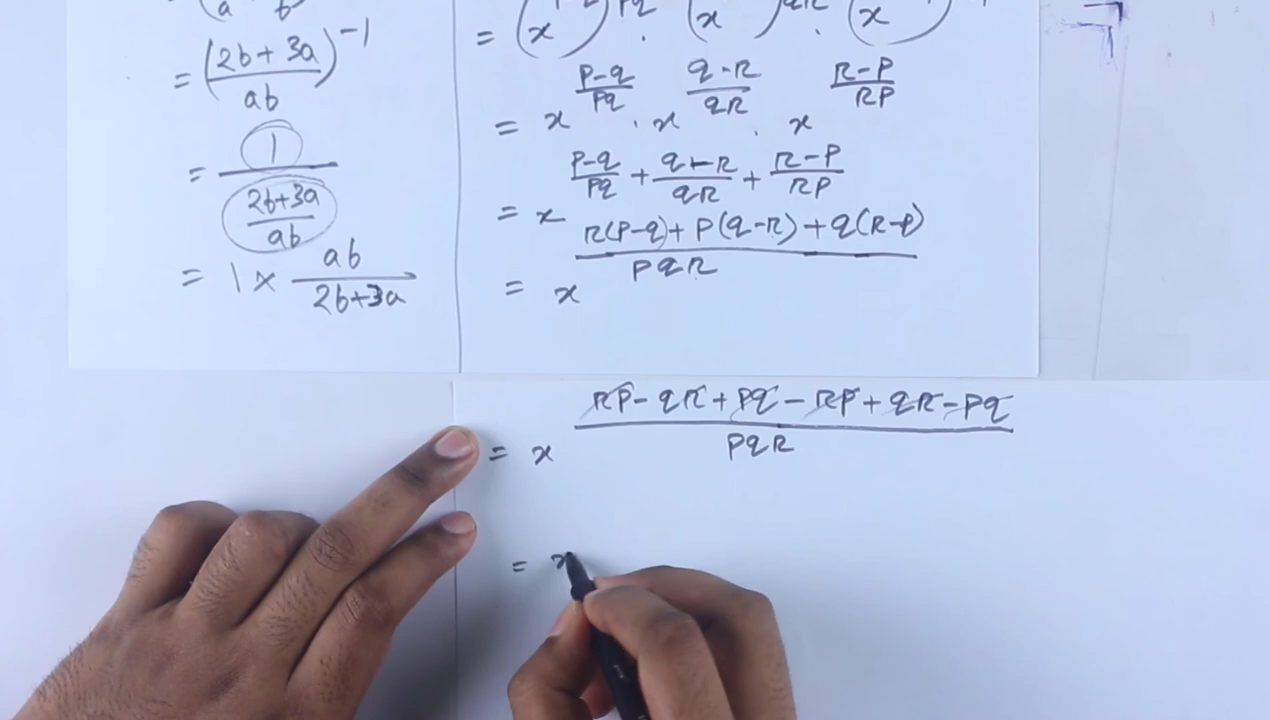 = (2b + 3a / ab)^-1
= 1 / (2b+3a / ab)
= 1 × ab / 2b+3a
= x^(P-q / Pq) . x^(q-R / qR) . x^(R-P / RP)
= x^(P-q / Pq + q-R / qR + R-P / RP)
= x^(R(P-q) + P(q-R) + q(R-P) / PqR)
= x^(RP - qR + Pq - RP + qR - Pq / PqR)
= x